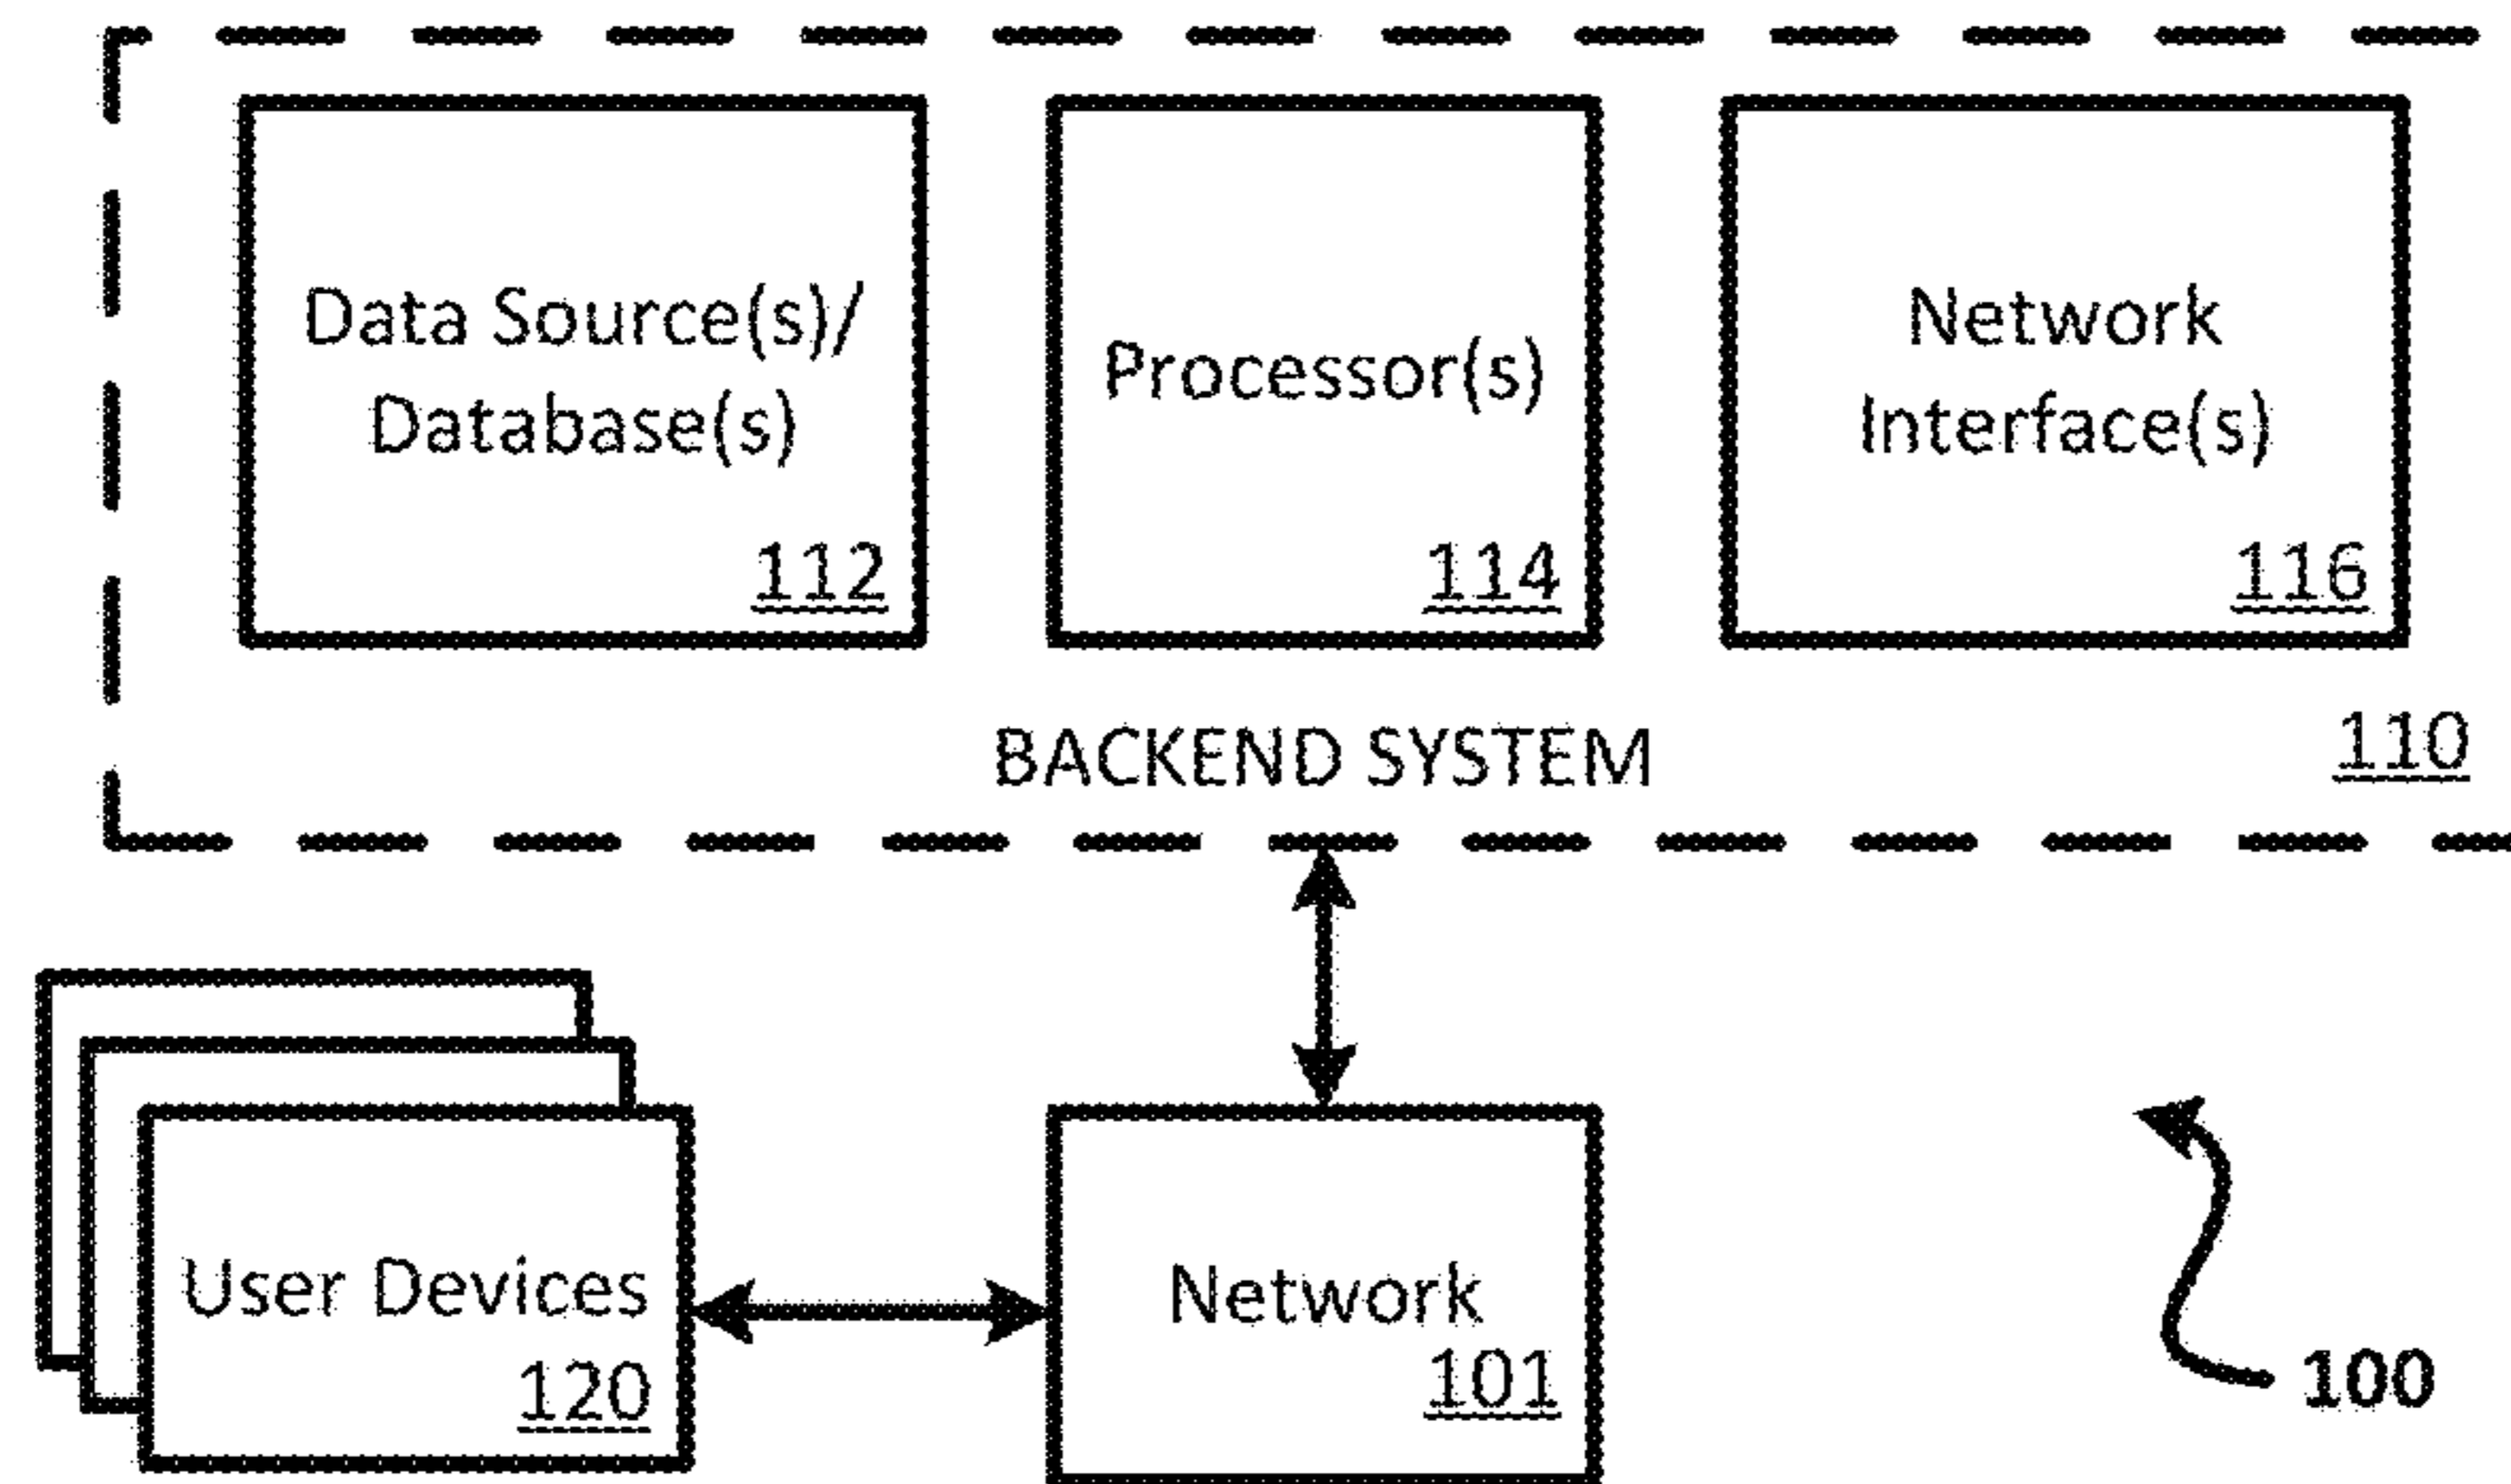 Data Source(s)/
Database(s)
112
Processor(s)
114
Network
Interface(s)
116
BACKEND SYSTEM
110
User Devices
120
Network
101
100